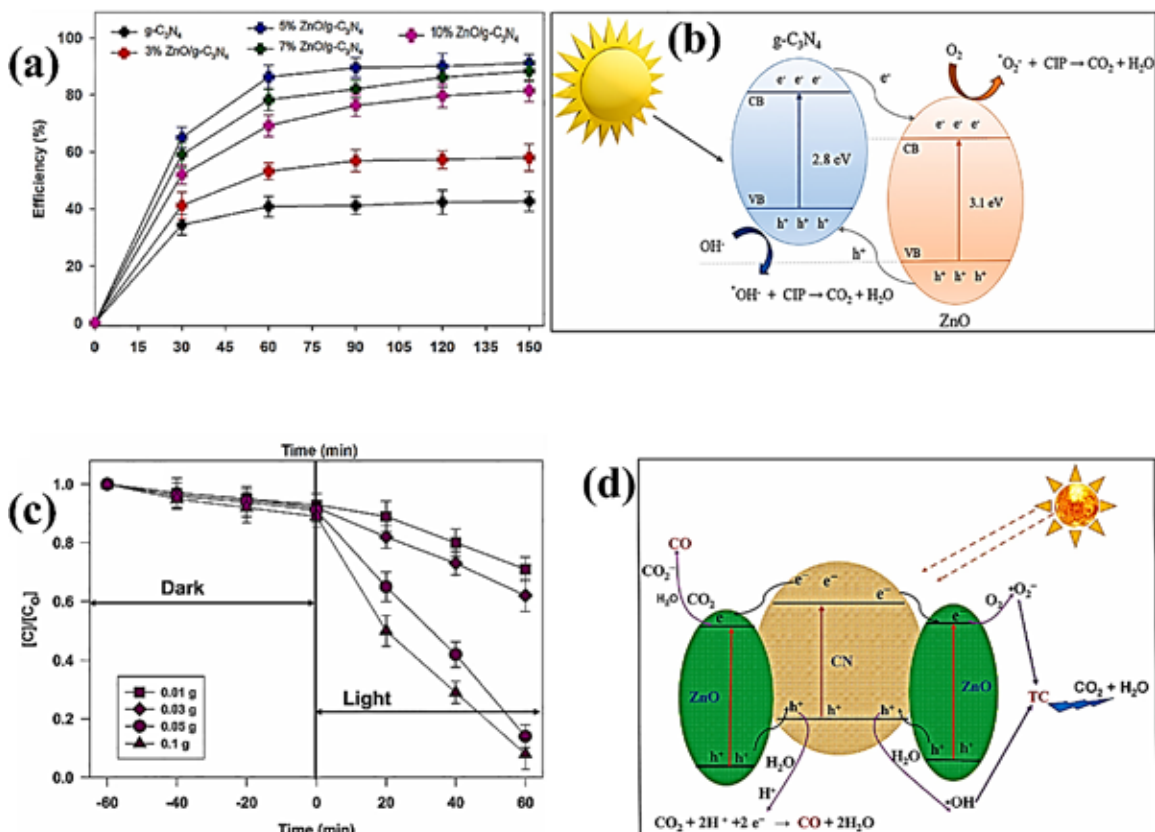 (a)
g-C₃N₄
5% ZnO/g-C₃N₄
10% ZnO/g-C₃N₄
3% ZnO/g-C₃N₄
7% ZnO/g-C₃N₄
Efficiency (%)
100
80
60
40
20
0
0 15 30 45 60 75 90 105 120 135 150
Time (min)
(b)
g-C₃N₄
O₂
•O₂⁻ + CIP → CO₂ + H₂O
e⁻ e⁻ e⁻
e⁻
CB
e⁻ e⁻ e⁻
CB
2.8 eV
3.1 eV
VB
h⁺ h⁺ h⁺
OH⁻
h⁺
VB
h⁺ h⁺ h⁺
•OH⁻ + CIP → CO₂ + H₂O
ZnO
(c)
[C]/[C₀]
1.0
0.8
0.6
0.4
0.2
0.0
Dark
Light
0.01 g
0.03 g
0.05 g
0.1 g
-60 -40 -20 0 20 40 60
Time (min)
(d)
CO
CO₂⁻
H₂O
CO₂
e⁻
e⁻
e⁻
e⁻
e⁻
e⁻
O₂
•O₂⁻
ZnO
CN
ZnO
TC
CO₂ + H₂O
h⁺
h⁺
h⁺
h⁺ h⁺
h⁺
h⁺
H₂O
H₂O
H⁺
•OH
CO₂ + 2H⁺ +2 e⁻ → CO + 2H₂O